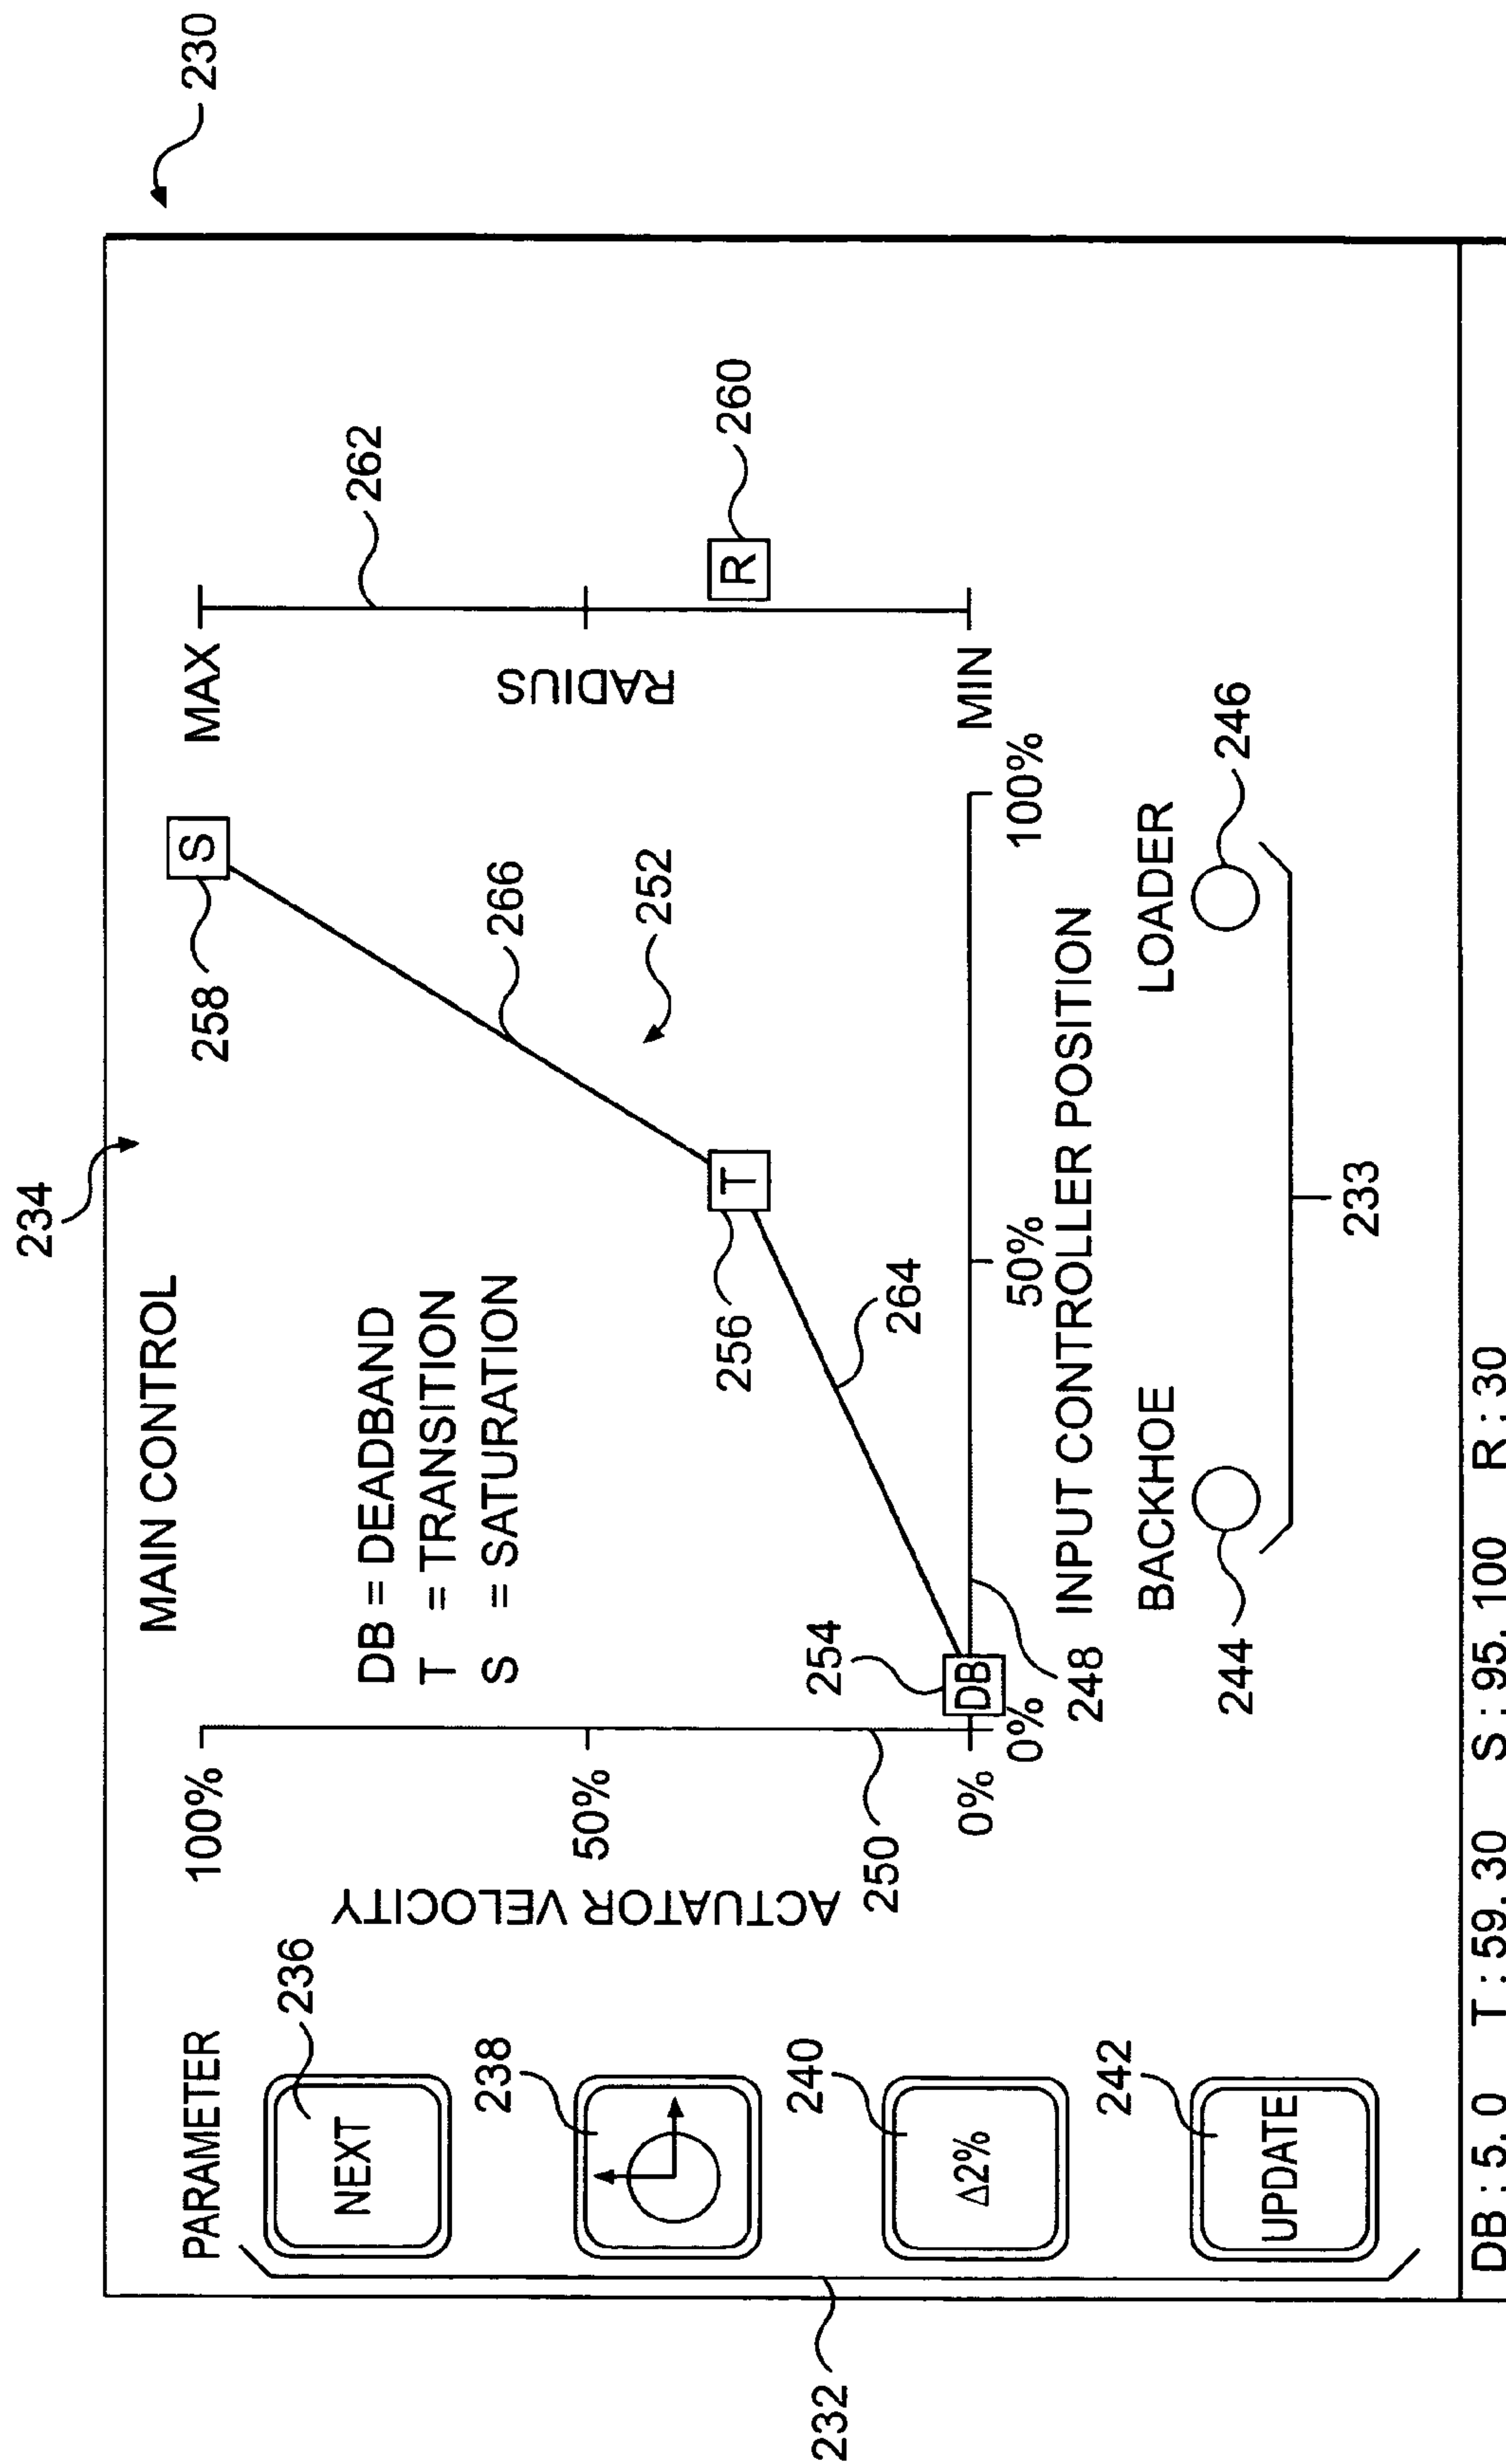 230
234
MAIN CONTROL
PARAMETER
NEXT
236
238
Δ2%
240
UPDATE
242
232
ACTUATOR VELOCITY
100%
50%
0%
250
DB = DEADBAND
T = TRANSITION
S = SATURATION
DB
254
T
256
S
258
264
266
252
0%
50%
100%
248
INPUT CONTROLLER POSITION
MAX
RADIUS
MIN
262
R
260
BACKHOE
LOADER
244
246
233
DB : 5, 0 T : 59, 30 S : 95, 100 R : 30